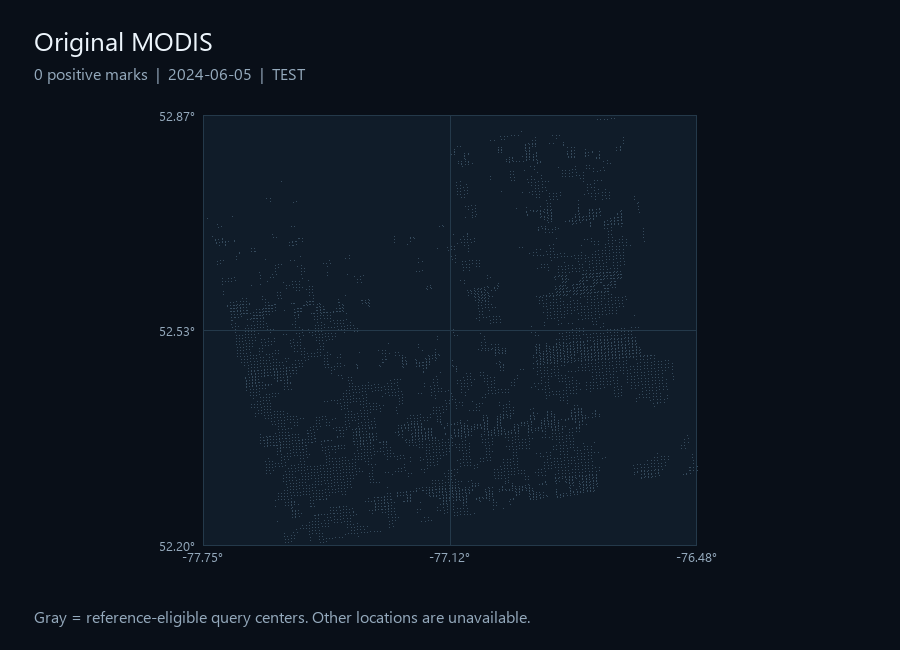 Original MODIS
0 positive marks | 2024-06-05 | TEST
52.87°
52.53°
52.20°
-77.75°
-77.12°
-76.48°
Gray = reference-eligible query centers. Other locations are unavailable.